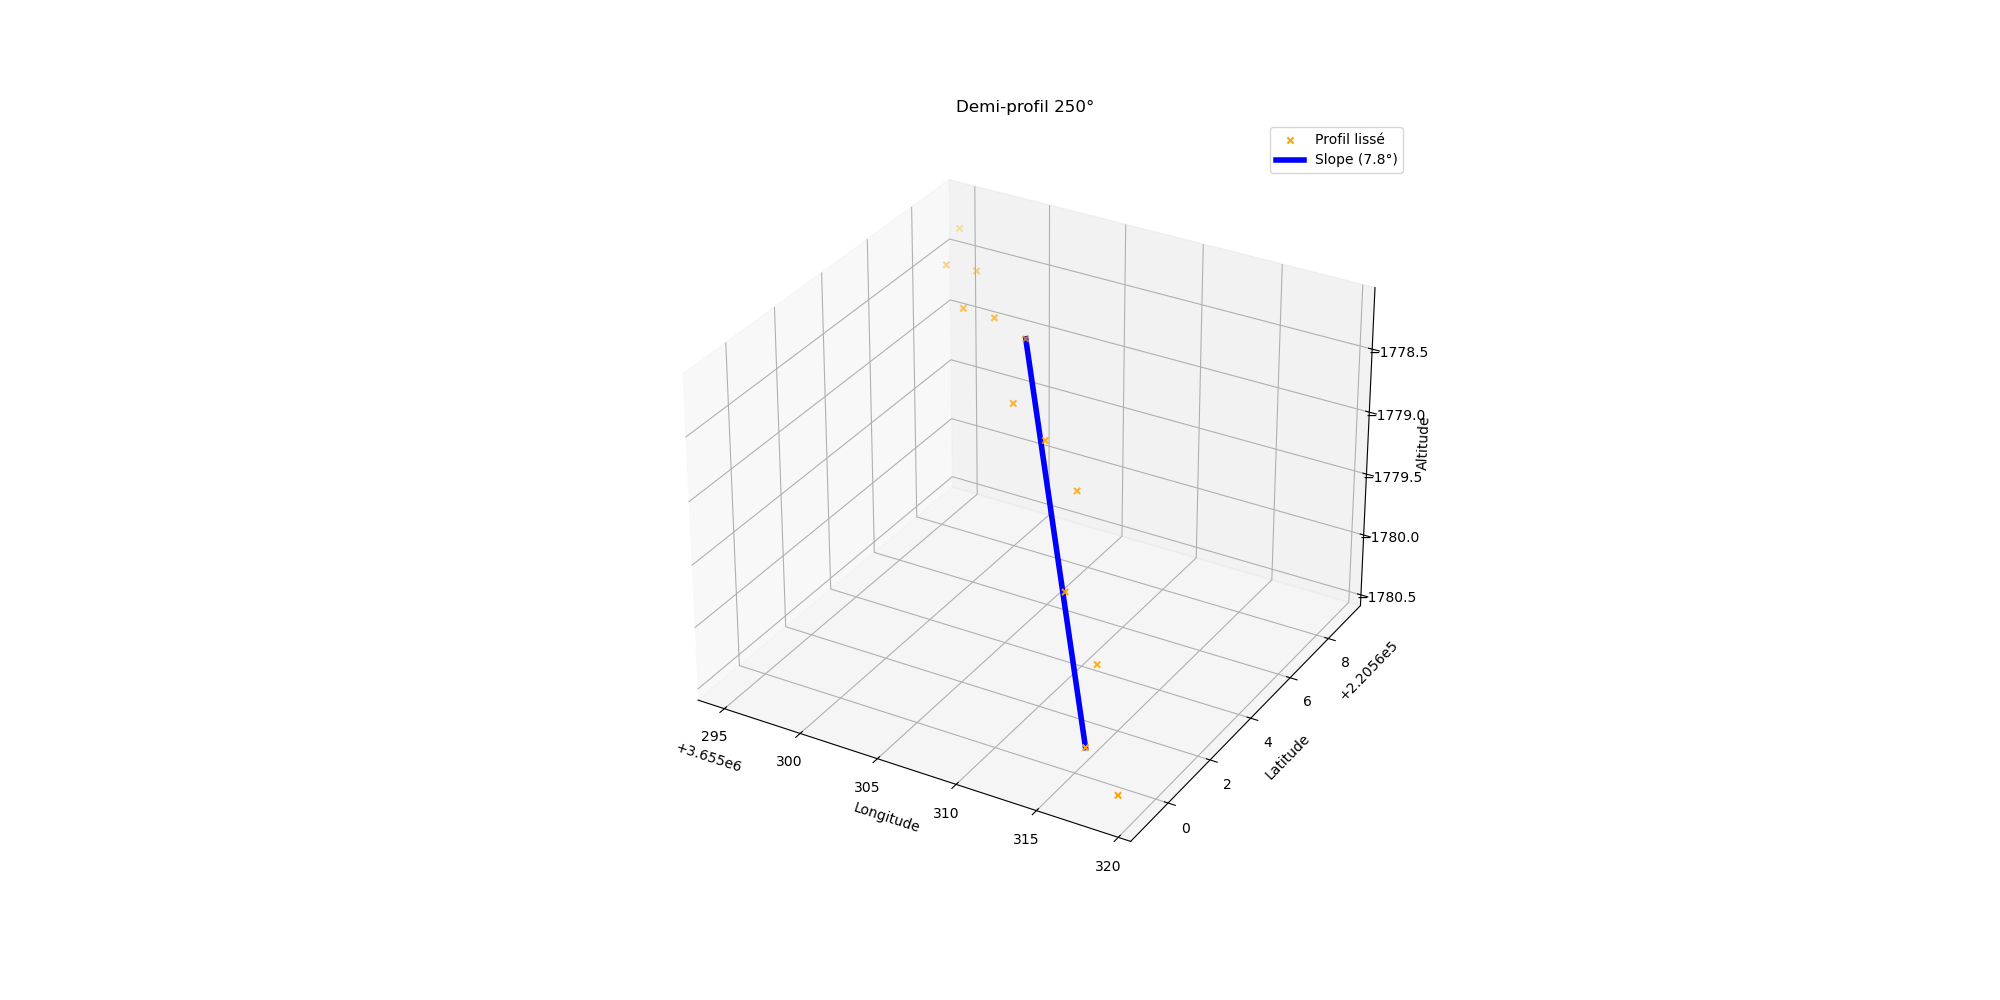 Demi-profil 250°
Profil lissé
Slope (7.8°)
−1778.5
−1779.0
−1779.5
−1780.0
−1780.5
Altitude
8
6
4
2
0
+2.2056e5
Latitude
295
300
305
310
315
320
+3.655e6
Longitude